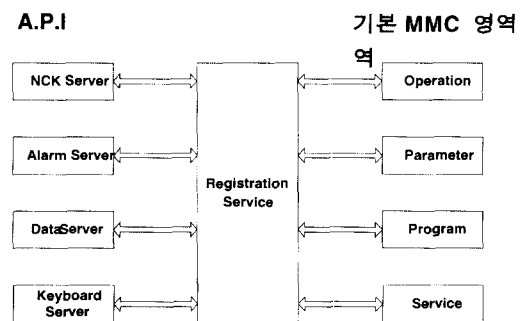 A.P.I
기본 MMC 영역
역
NCK Server
Operation
Alarm Server
Parameter
Registration
Service
DataServer
Program
Keyboard
Server
Service